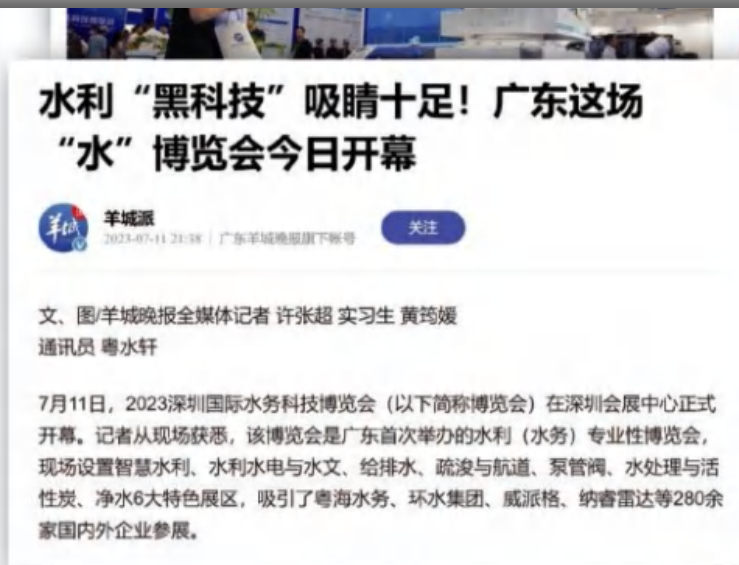 水利“黑科技”吸睛十足！广东这场
“水”博览会今日开幕
羊城
羊城派
2023-07-11 21:38 | 广东羊城晚报旗下账号
关注
文、图/羊城晚报全媒体记者 许张超 实习生 黄筠媛
通讯员 粤水轩
7月11日，2023深圳国际水务科技博览会（以下简称博览会）在深圳会展中心正式
开幕。记者从现场获悉，该博览会是广东首次举办的水利（水务）专业性博览会，
现场设置智慧水利、水利水电与水文、给排水、疏浚与航道、泵管阀、水处理与活
性炭、净水6大特色展区，吸引了粤海水务、环水集团、威派格、纳睿雷达等280余
家国内外企业参展。